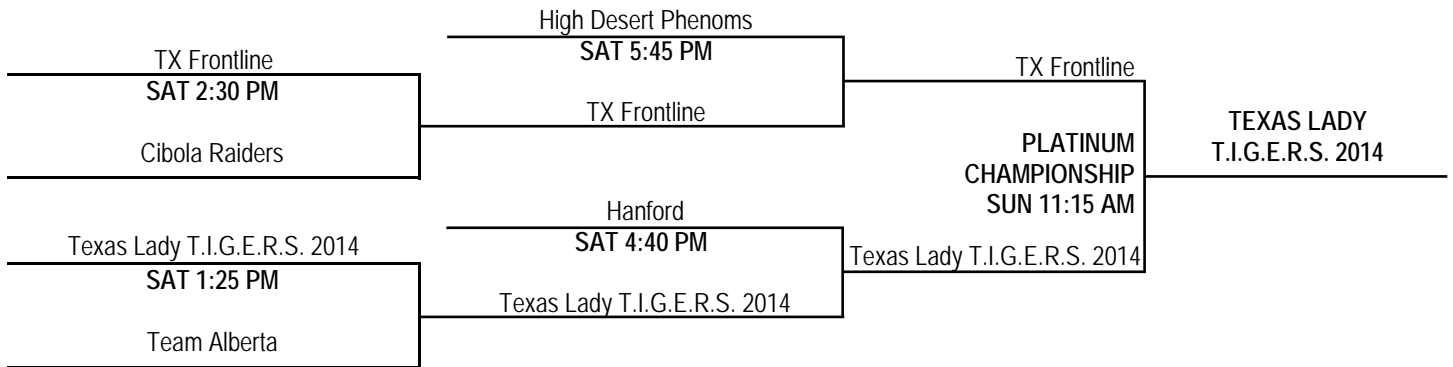 High Desert Phenoms
TX Frontline
SAT 5:45 PM
TX Frontline
SAT 2:30 PM
TX Frontline
TEXAS LADY
T.I.G.E.R.S. 2014
Cibola Raiders
PLATINUM
CHAMPIONSHIP
SUN 11:15 AM
Hanford
Texas Lady T.I.G.E.R.S. 2014
SAT 4:40 PM
Texas Lady T.I.G.E.R.S. 2014
SAT 1:25 PM
Texas Lady T.I.G.E.R.S. 2014
Team Alberta